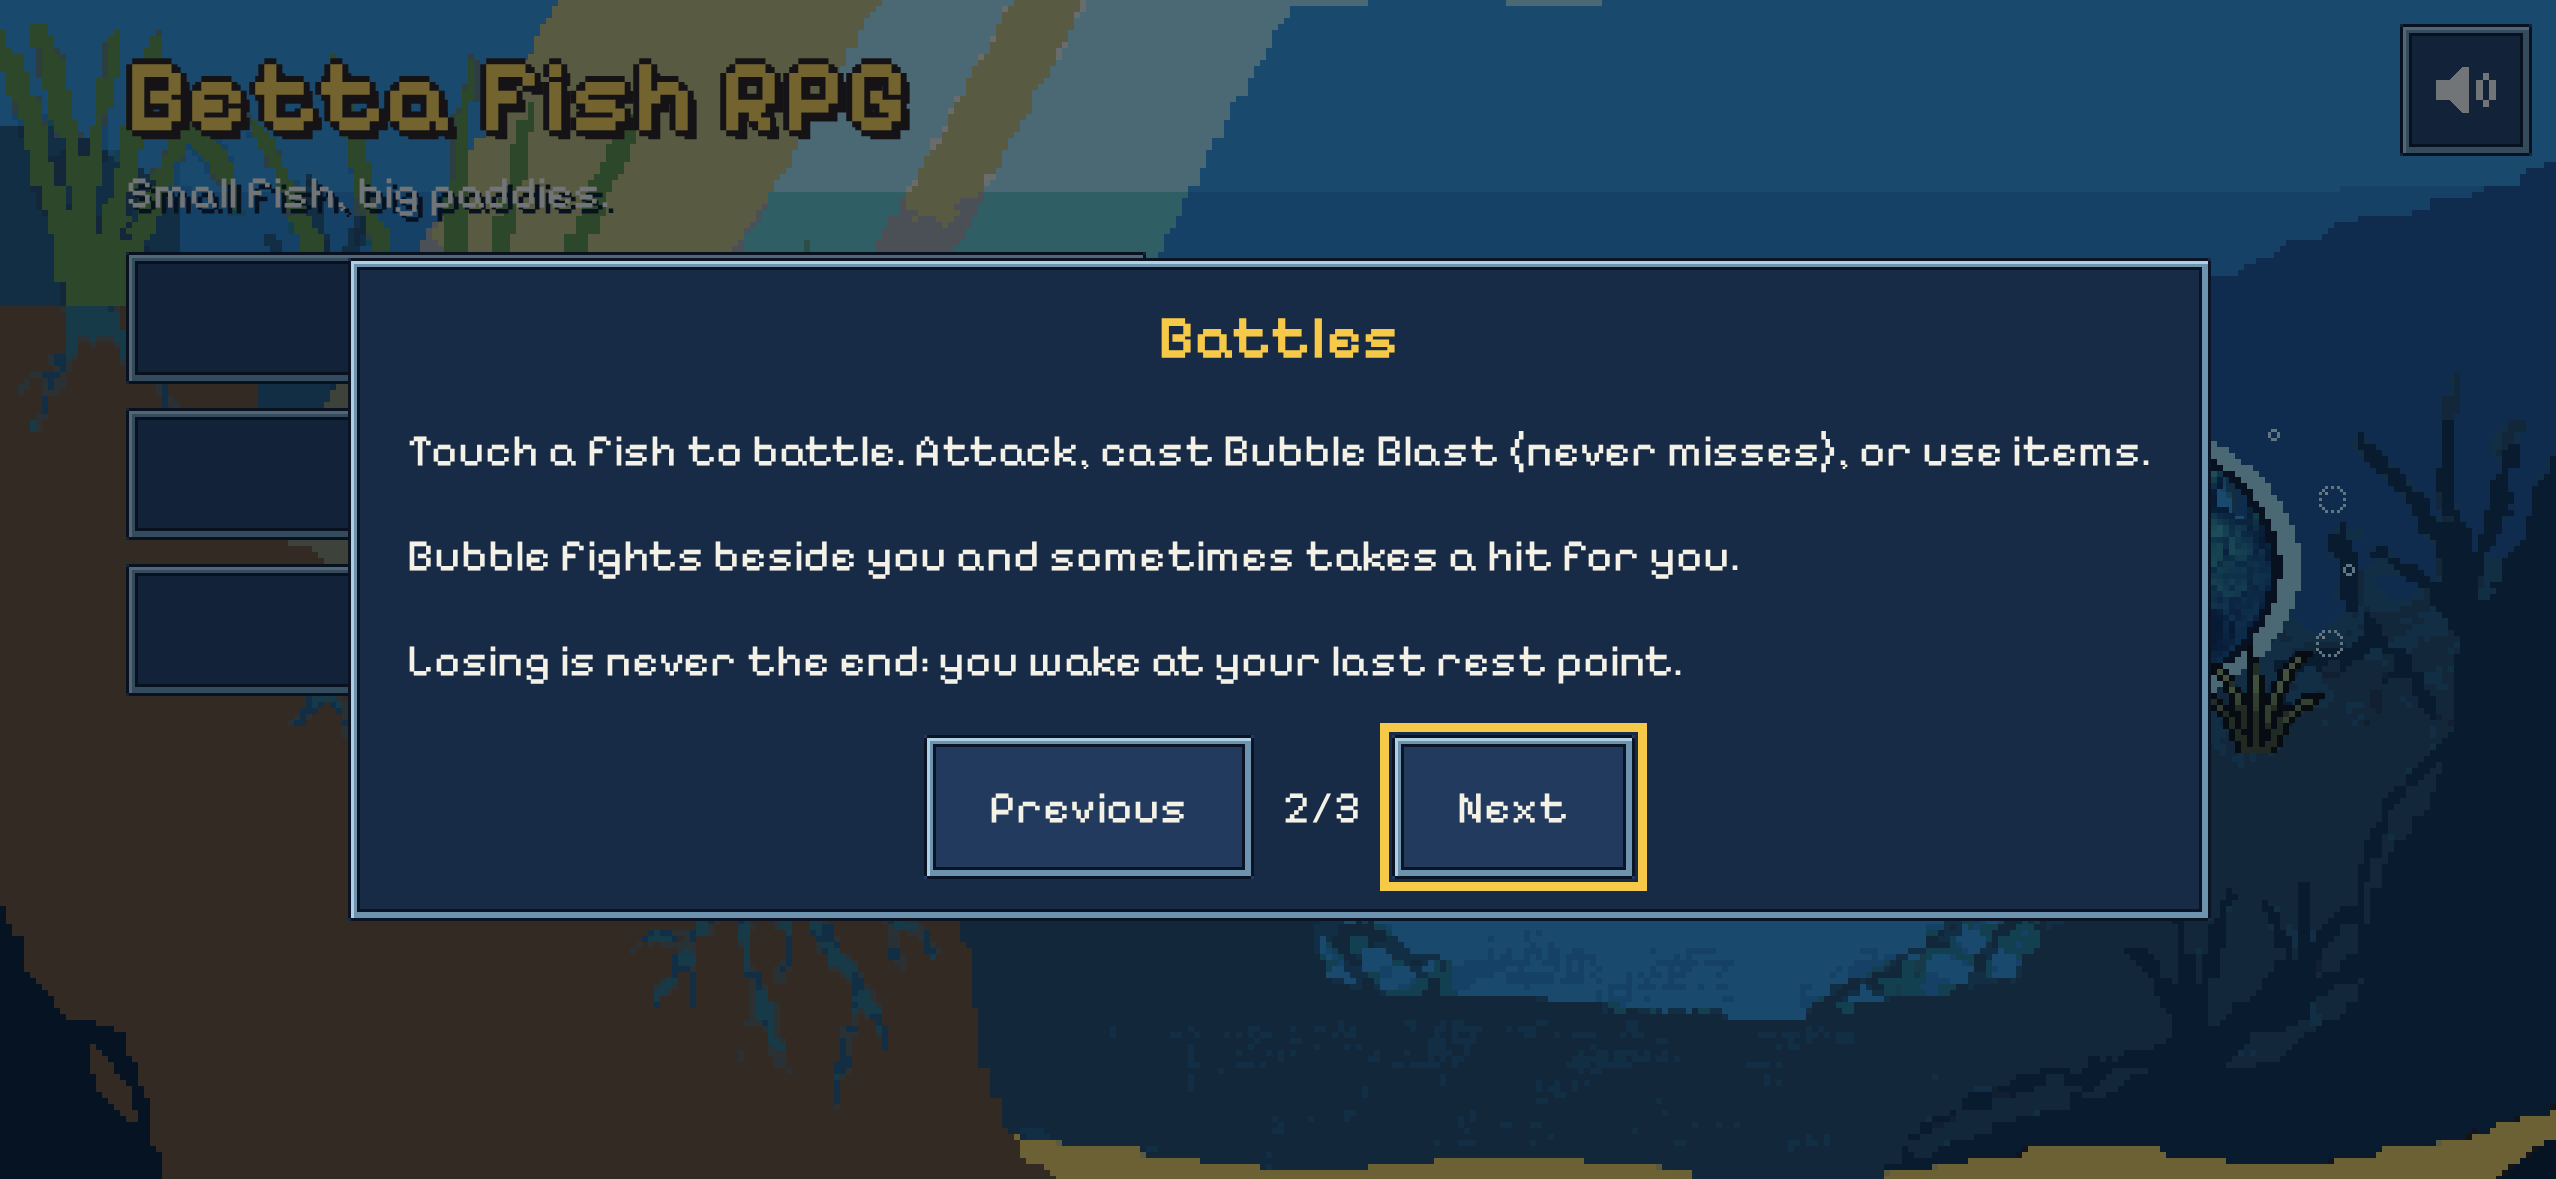 Betta Fish RPG
Small fish, big paddies.
Battles
Touch a fish to battle. Attack, cast Bubble Blast (never misses), or use items.
Bubble fights beside you and sometimes takes a hit for you.
Losing is never the end: you wake at your last rest point.
Previous
2/3
Next